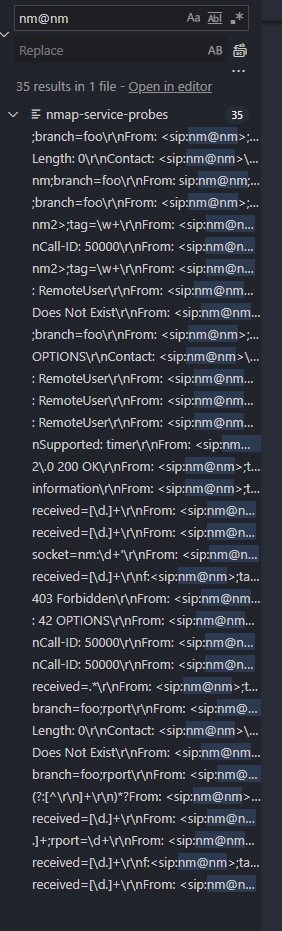 nm@nm
Aa
Abl
.*
Replace
AB
...
35 results in 1 file - Open in editor
nmap-service-probes
35
;branch=foo\r\nFrom: <sip:nm@nm>;...
Length: 0\r\nContact: <sip:nm@nm>\...
nm;branch=foo\r\nFrom: sip:nm@nm;...
;branch=foo\r\nFrom: <sip:nm@nm>;...
nm2>;tag=\w+\r\nFrom: <sip:nm@n...
nCall-ID: 50000\r\nFrom: <sip:nm@n...
nm2>;tag=\w+\r\nFrom: <sip:nm@n...
: RemoteUser\r\nFrom: <sip:nm@nm...
Does Not Exist\r\nFrom: <sip:nm@nm...
;branch=foo\r\nFrom: <sip:nm@nm>;...
OPTIONS\r\nContact: <sip:nm@nm>\...
: RemoteUser\r\nFrom: <sip:nm@nm...
: RemoteUser\r\nFrom: <sip:nm@nm...
: RemoteUser\r\nFrom: <sip:nm@nm...
nSupported: timer\r\nFrom: <sip:nm...
2\.0 200 OK\r\nFrom: <sip:nm@nm>;t...
information\r\nFrom: <sip:nm@nm>;t...
received=[\d.]+\r\nFrom: <sip:nm@n...
received=[\d.]+\r\nFrom: <sip:nm@n...
socket=nm:\d+'\r\nFrom: <sip:nm@n...
received=[\d.]+\r\nf:<sip:nm@nm>;ta...
403 Forbidden\r\nFrom: <sip:nm@nm...
: 42 OPTIONS\r\nFrom: <sip:nm@nm...
nCall-ID: 50000\r\nFrom: <sip:nm@n...
nCall-ID: 50000\r\nFrom: <sip:nm@n...
received=.*\r\nFrom: <sip:nm@nm>;t...
branch=foo;rport\r\nFrom: <sip:nm@...
Length: 0\r\nContact: <sip:nm@nm>\...
Does Not Exist\r\nFrom: <sip:nm@nm...
branch=foo;rport\r\nFrom: <sip:nm@...
(?:[^\r\n]+\r\n)*?From: <sip:nm@nm>...
received=[\d.]+\r\nFrom: <sip:nm@n...
.]+;rport=\d+\r\nFrom: <sip:nm@nm...
received=[\d.]+\r\nf:<sip:nm@nm>;ta...
received=[\d.]+\r\nFrom: <sip:nm@n...